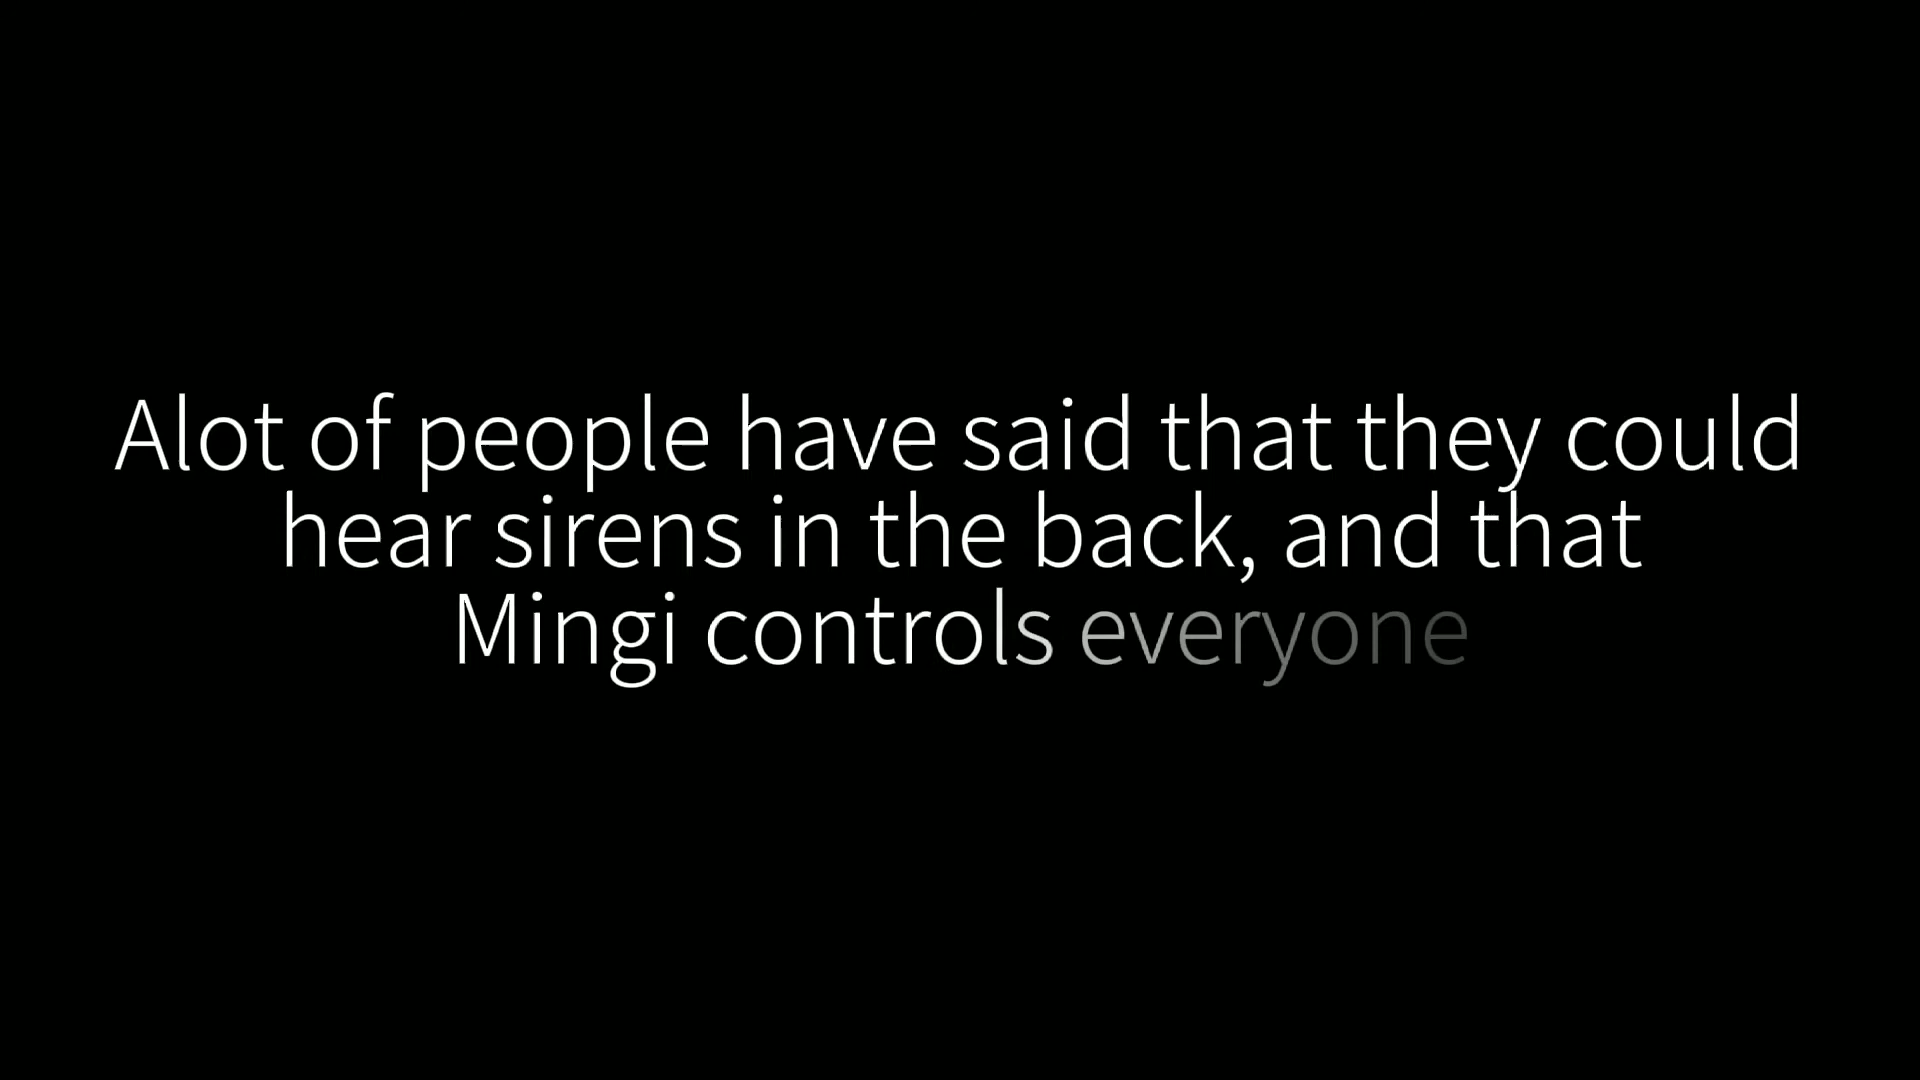 Alot of people have said that they could
hear sirens in the back, and that
Mingi controls everyone